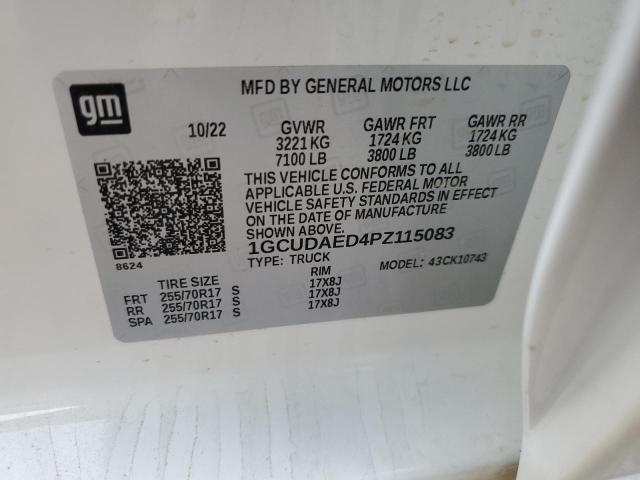 gm
MFD BY GENERAL MOTORS LLC
10/22 GVWR GAWR FRT GAWR RR
3221 KG 1724 KG 1724 KG
7100 LB 3800 LB 3800 LB
THIS VEHICLE CONFORMS TO ALL
APPLICABLE U.S. FEDERAL MOTOR
VEHICLE SAFETY STANDARDS IN EFFECT
ON THE DATE OF MANUFACTURE
SHOWN.
1GCUDAED4PZ115083
TYPE: TRUCK MODEL: 43CK10743
8624
TIRE SIZE RIM
FRT 255/70R17 S 17X8J
RR 255/70R17 S 17X8J
SPA 255/70R17 S 17X8J